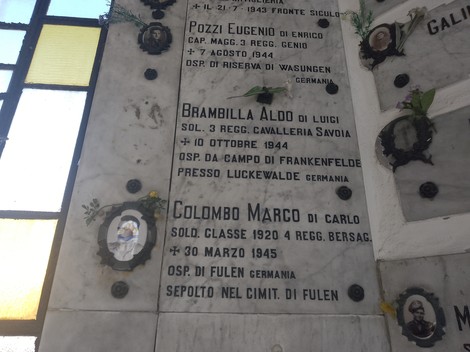 ✠ IL 21.7.1943 FRONTE SICULO
POZZI EUGENIO DI ENRICO
CAP. MAGG. 3 REGG. GENIO
✠ 7 AGOSTO 1944
OSP. DI RISERVA DI WASUNGEN
GERMANIA
BRAMBILLA ALDO DI LUIGI
SOL. 3 REGG. CAVALLERIA SAVOIA
✠ 10 OTTOBRE 1944
OSP. DA CAMPO DI FRANKENFELDE
PRESSO LUCKEWALDE GERMANIA
COLOMBO MARCO DI CARLO
SOLD. CLASSE 1920 4 REGG. BERSAG.
✠ 30 MARZO 1945
OSP. DI FULEN GERMANIA
SEPOLTO NEL CIMIT. DI FULEN
GALI
M
S